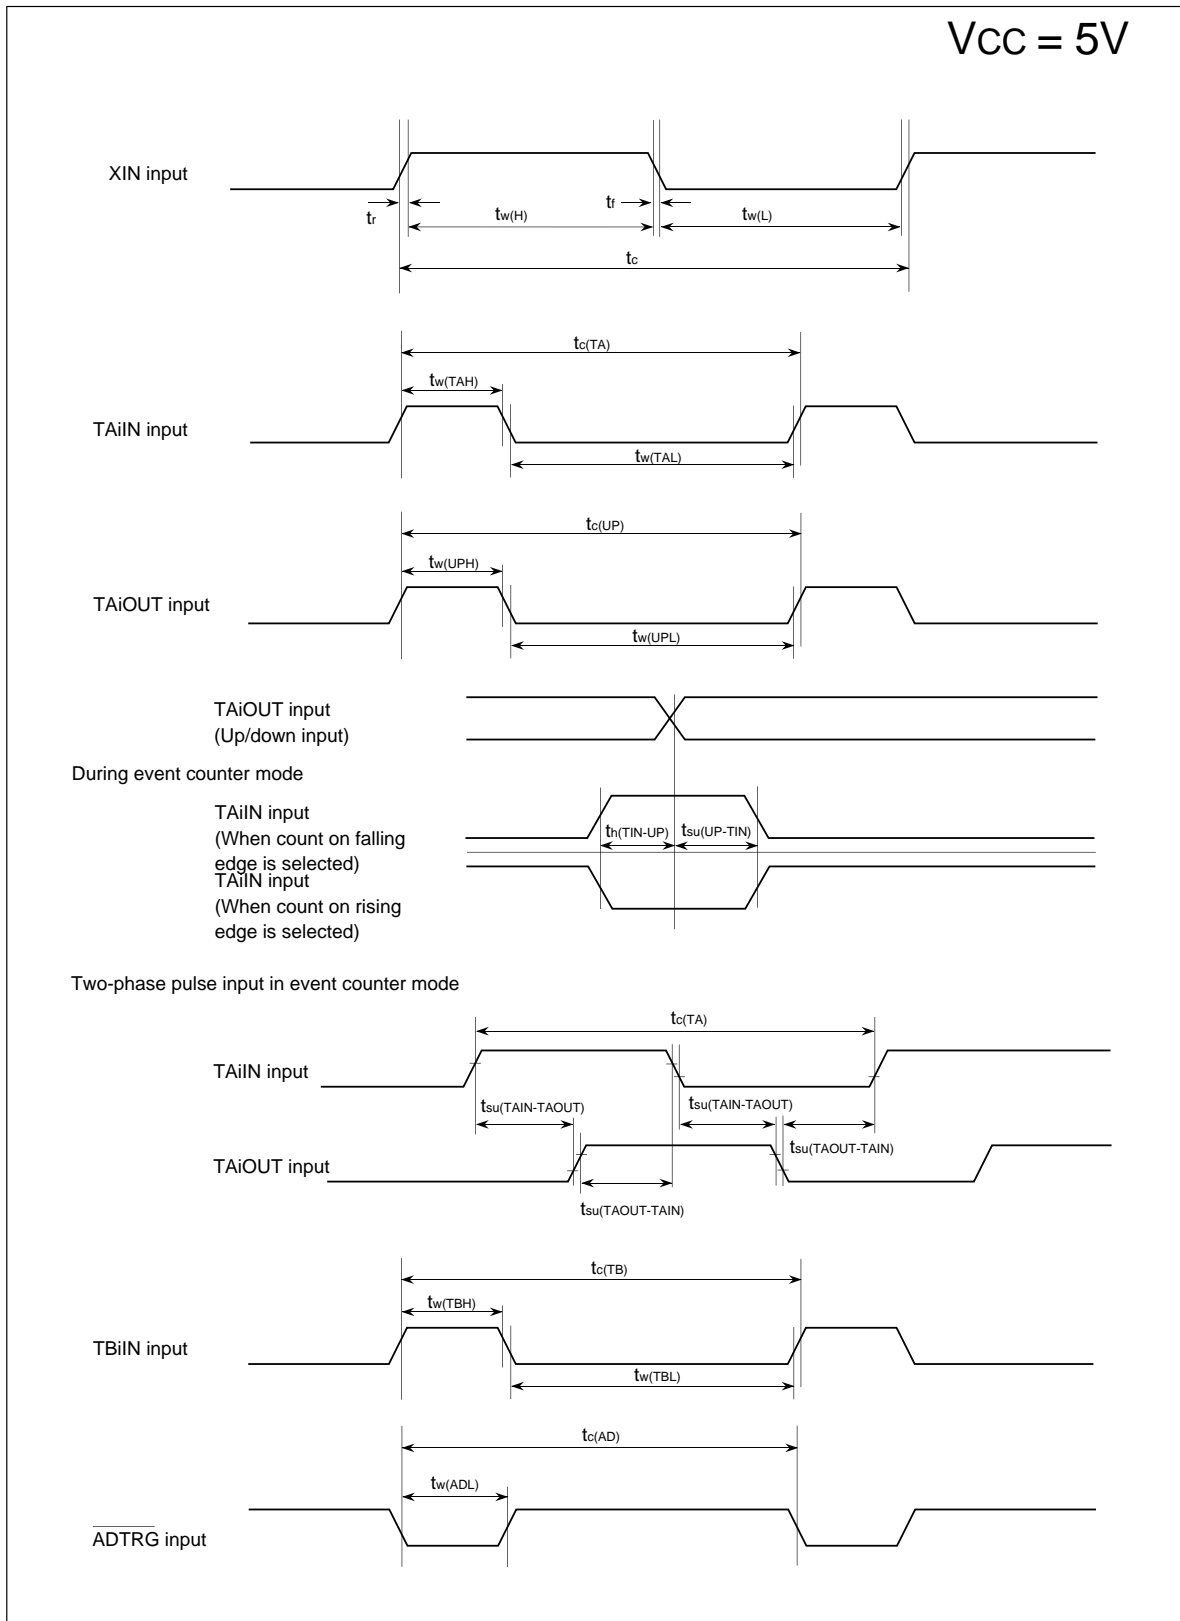 VCC = 5V
XIN input
tr
tw(H)
tf
tw(L)
tc
tc(TA)
tw(TAH)
TAiIN input
tw(TAL)
tc(UP)
tw(UPH)
TAiOUT input
tw(UPL)
TAiOUT input
(Up/down input)
During event counter mode
TAiIN input
(When count on falling
edge is selected)
th(TIN-UP)
tsu(UP-TIN)
TAiIN input
(When count on rising
edge is selected)
Two-phase pulse input in event counter mode
tc(TA)
TAiIN input
tsu(TAIN-TAOUT)
tsu(TAIN-TAOUT)
tsu(TAOUT-TAIN)
TAiOUT input
tsu(TAOUT-TAIN)
tc(TB)
tw(TBH)
TBiIN input
tw(TBL)
tc(AD)
tw(ADL)
ADTRG input